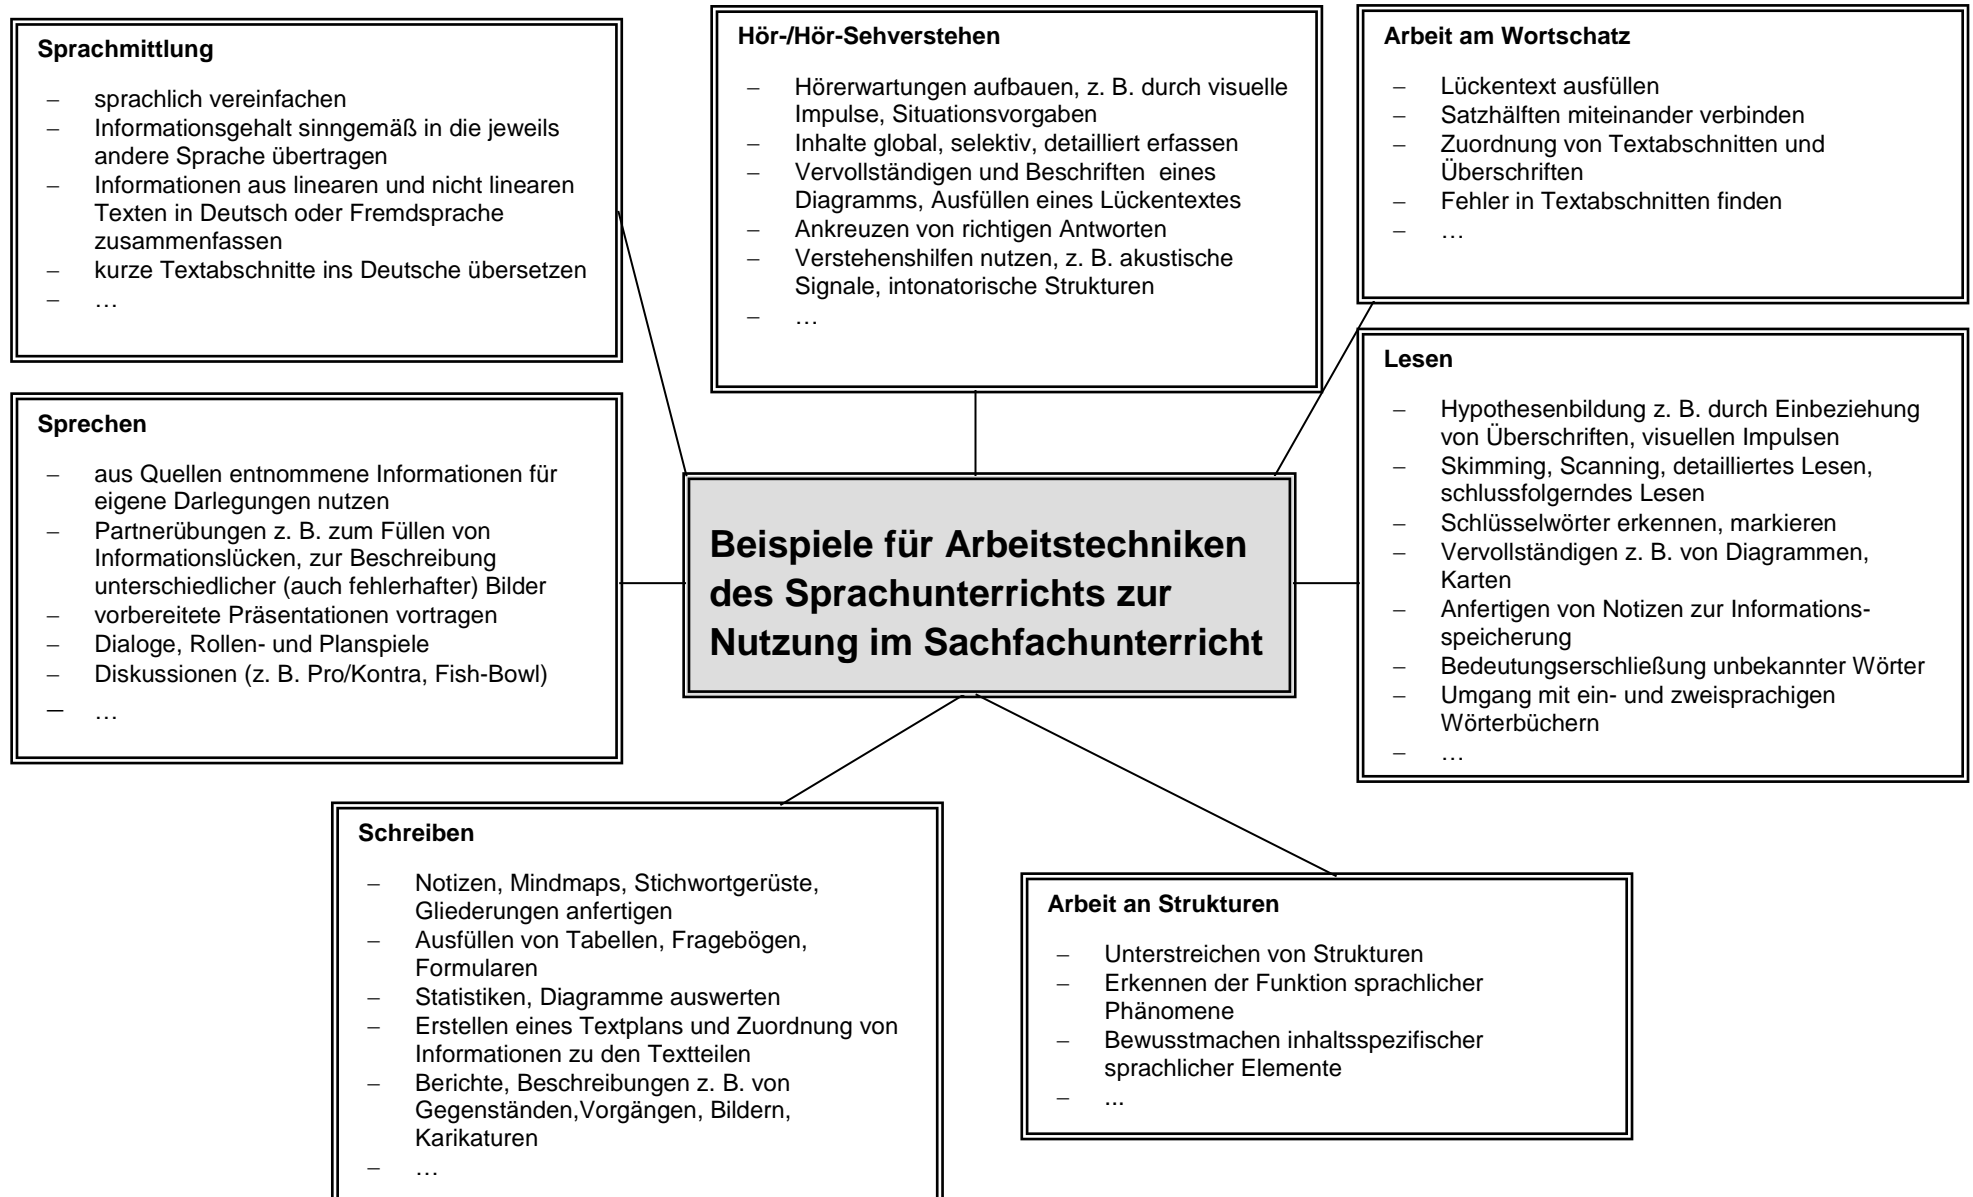 Sprachmittlung
– sprachlich vereinfachen
– Informationsgehalt sinngemäß in die jeweils
andere Sprache übertragen
– Informationen aus linearen und nicht linearen
Texten in Deutsch oder Fremdsprache
zusammenfassen
– kurze Textabschnitte ins Deutsche übersetzen
– …
Hör-/Hör-Sehverstehen
– Hörerwartungen aufbauen, z. B. durch visuelle
Impulse, Situationsvorgaben
– Inhalte global, selektiv, detailliert erfassen
– Vervollständigen und Beschriften eines
Diagramms, Ausfüllen eines Lückentextes
– Ankreuzen von richtigen Antworten
– Verstehenshilfen nutzen, z. B. akustische
Signale, intonatorische Strukturen
– …
Arbeit am Wortschatz
– Lückentext ausfüllen
– Satzhälften miteinander verbinden
– Zuordnung von Textabschnitten und
Überschriften
– Fehler in Textabschnitten finden
– …
Sprechen
– aus Quellen entnommene Informationen für
eigene Darlegungen nutzen
– Partnerübungen z. B. zum Füllen von
Informationslücken, zur Beschreibung
unterschiedlicher (auch fehlerhafter) Bilder
– vorbereitete Präsentationen vortragen
– Dialoge, Rollen- und Planspiele
– Diskussionen (z. B. Pro/Kontra, Fish-Bowl)
– …
Beispiele für Arbeitstechniken
des Sprachunterrichts zur
Nutzung im Sachfachunterricht
Lesen
– Hypothesenbildung z. B. durch Einbeziehung
von Überschriften, visuellen Impulsen
– Skimming, Scanning, detailliertes Lesen,
schlussfolgerndes Lesen
– Schlüsselwörter erkennen, markieren
– Vervollständigen z. B. von Diagrammen,
Karten
– Anfertigen von Notizen zur Informations-
speicherung
– Bedeutungserschließung unbekannter Wörter
– Umgang mit ein- und zweisprachigen
Wörterbüchern
– …
Schreiben
– Notizen, Mindmaps, Stichwortgerüste,
Gliederungen anfertigen
– Ausfüllen von Tabellen, Fragebögen,
Formularen
– Statistiken, Diagramme auswerten
– Erstellen eines Textplans und Zuordnung von
Informationen zu den Textteilen
– Berichte, Beschreibungen z. B. von
Gegenständen,Vorgängen, Bildern,
Karikaturen
– …
Arbeit an Strukturen
– Unterstreichen von Strukturen
– Erkennen der Funktion sprachlicher
Phänomene
– Bewusstmachen inhaltsspezifischer
sprachlicher Elemente
– ...